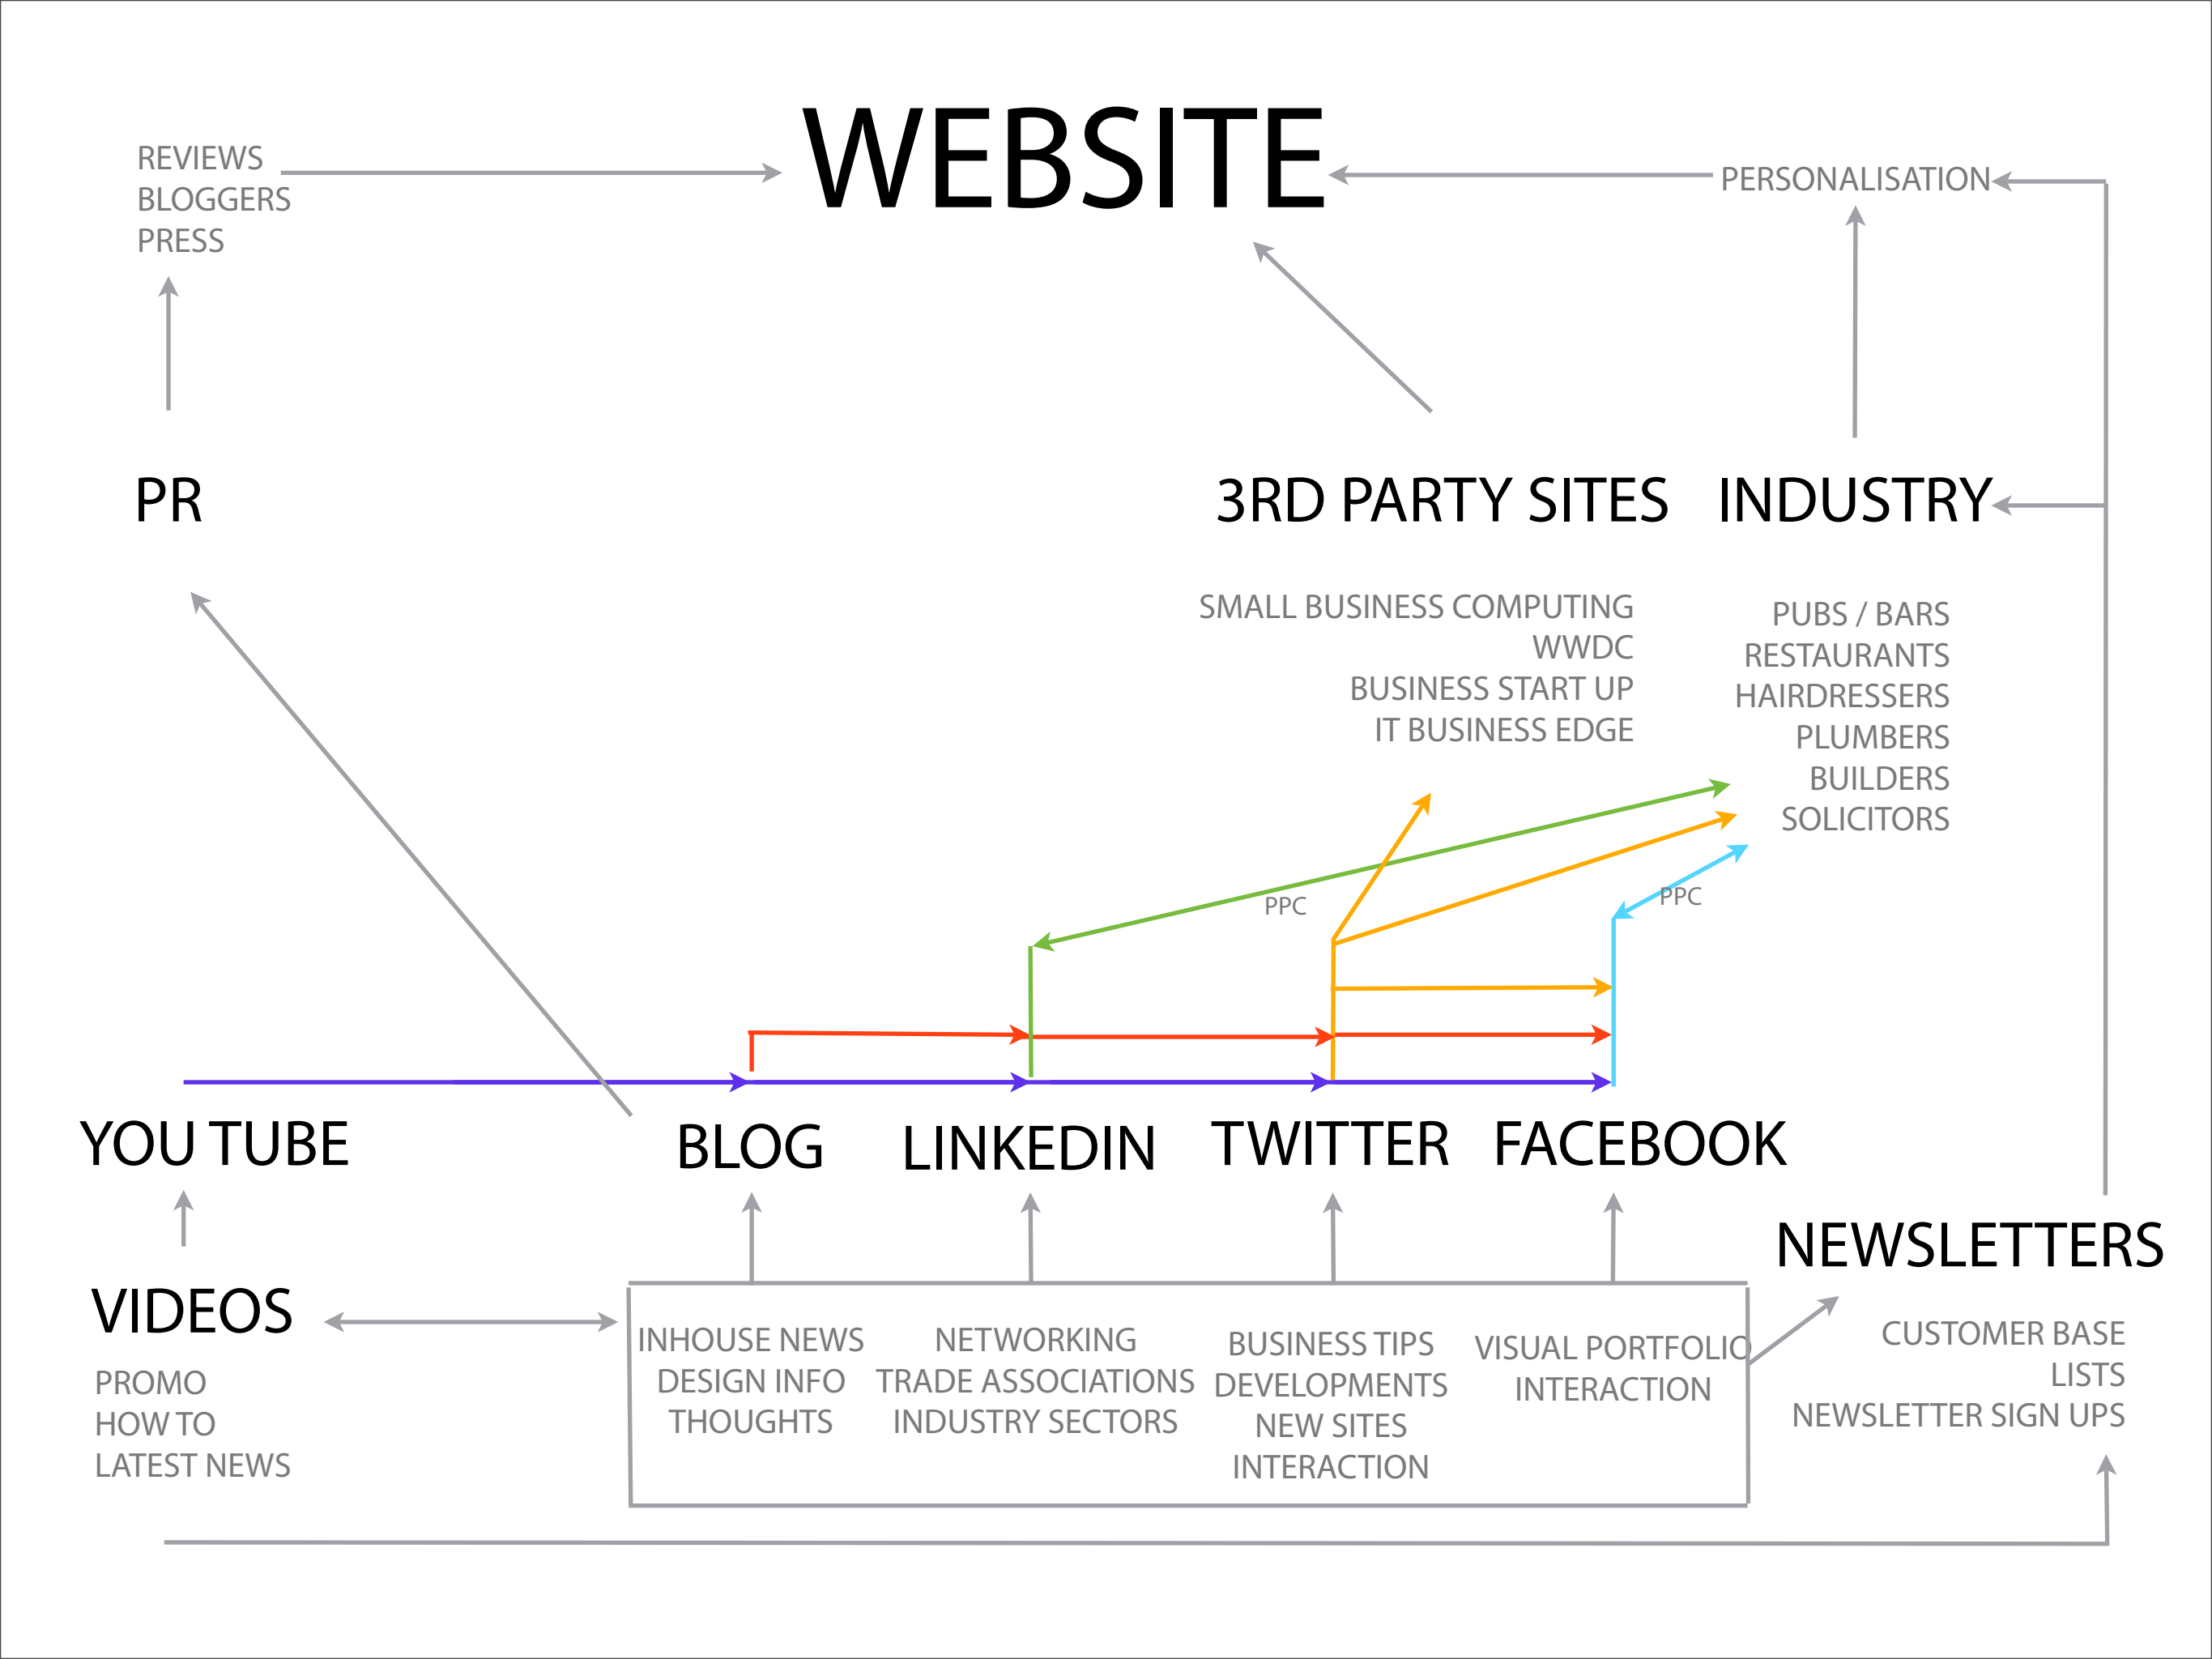 WEBSITE
REVIEWS
BLOGGERS
PRESS
PERSONALISATION
PR
3RD PARTY SITES
INDUSTRY
SMALL BUSINESS COMPUTING
WWDC
BUSINESS START UP
IT BUSINESS EDGE
PUBS / BARS
RESTAURANTS
HAIRDRESSERS
PLUMBERS
BUILDERS
SOLICITORS
PPC
PPC
YOU TUBE
BLOG
LINKEDIN
TWITTER
FACEBOOK
NEWSLETTERS
VIDEOS
PROMO
HOW TO
LATEST NEWS
INHOUSE NEWS
DESIGN INFO
THOUGHTS
NETWORKING
TRADE ASSOCIATIONS
INDUSTRY SECTORS
BUSINESS TIPS
DEVELOPMENTS
NEW SITES
INTERACTION
VISUAL PORTFOLIO
INTERACTION
CUSTOMER BASE
LISTS
NEWSLETTER SIGN UPS